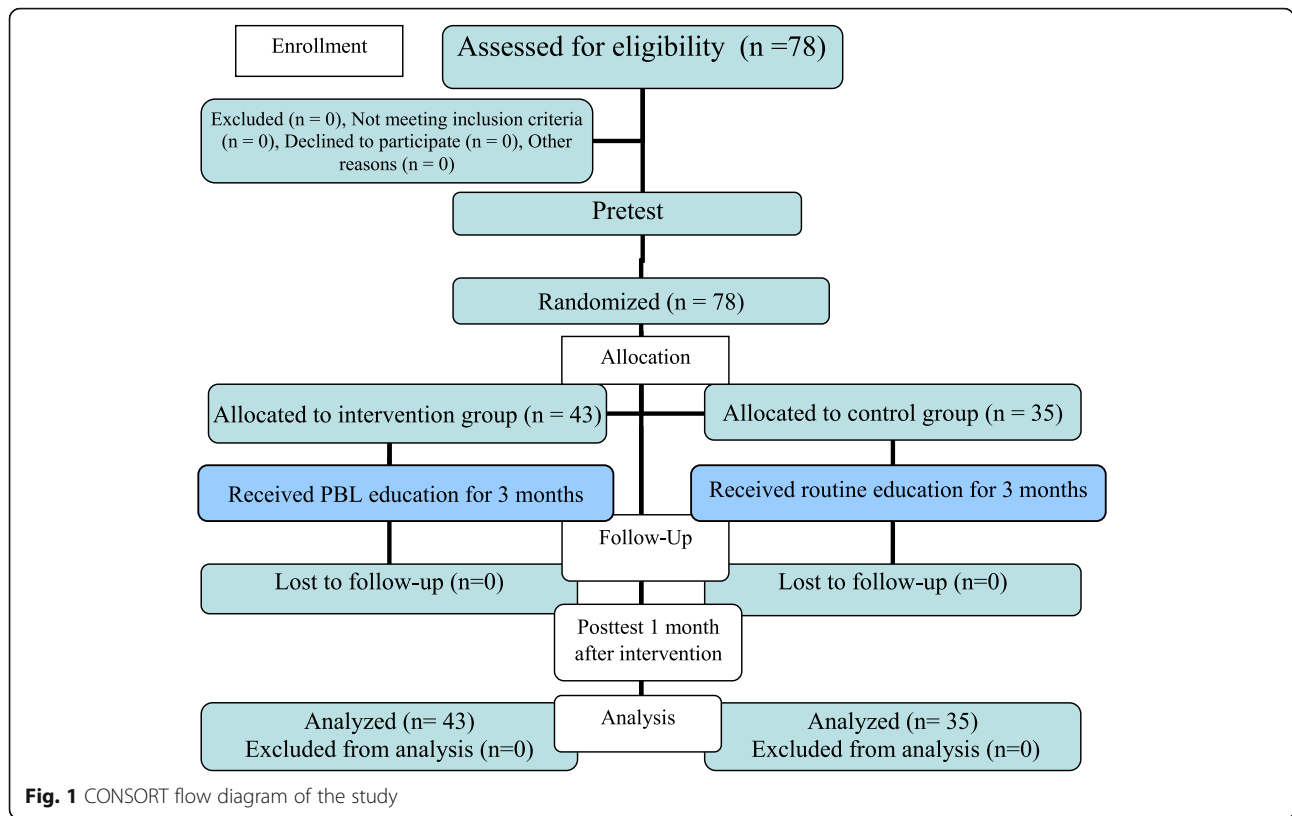 Enrollment
Assessed for eligibility (n =78)
Excluded (n = 0), Not meeting inclusion criteria
(n = 0), Declined to participate (n = 0), Other
reasons (n = 0)
Pretest
Randomized (n = 78)
Allocation
Allocated to intervention group (n = 43)
Allocated to control group (n = 35)
Received PBL education for 3 months
Received routine education for 3 months
Follow-Up
Lost to follow-up (n=0)
Lost to follow-up (n=0)
Posttest 1 month
after intervention
Analyzed (n= 43)
Excluded from analysis (n=0)
Analysis
Analyzed (n= 35)
Excluded from analysis (n=0)
Fig. 1 CONSORT flow diagram of the study